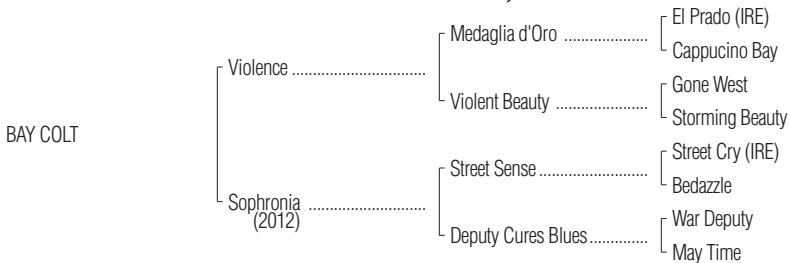 El Prado (IRE)
Medaglia d'Oro ..................
Cappucino Bay
Violence ..............................
Gone West
Violent Beauty ....................
Storming Beauty
BAY COLT
Street Cry (IRE)
Street Sense ........................
Bedazzle
Sophronia ..........................
(2012)
War Deputy
Deputy Cures Blues ..............
May Time